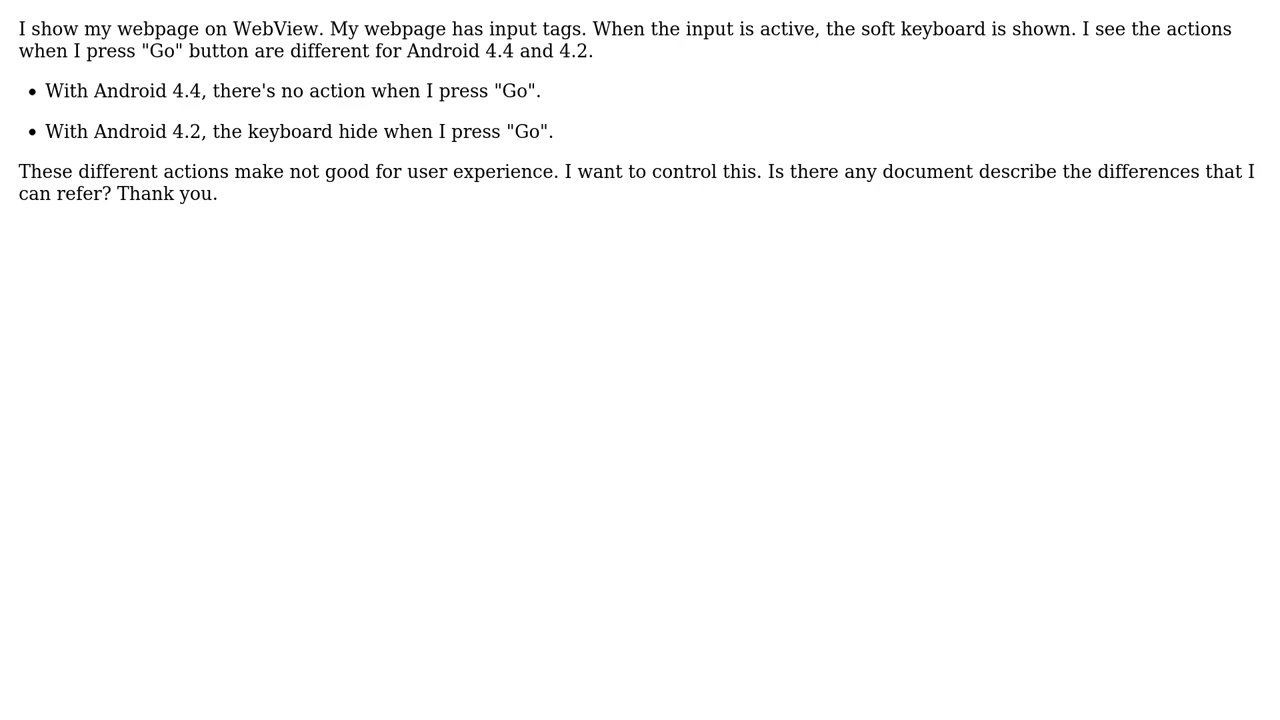 I show my webpage on WebView. My webpage has input tags. When the input is active, the soft keyboard is shown. I see the actions
when I press "Go" button are different for Android 4.4 and 4.2.
• With Android 4.4, there's no action when I press "Go".
• With Android 4.2, the keyboard hide when I press "Go".
These different actions make not good for user experience. I want to control this. Is there any document describe the differences that I
can refer? Thank you.